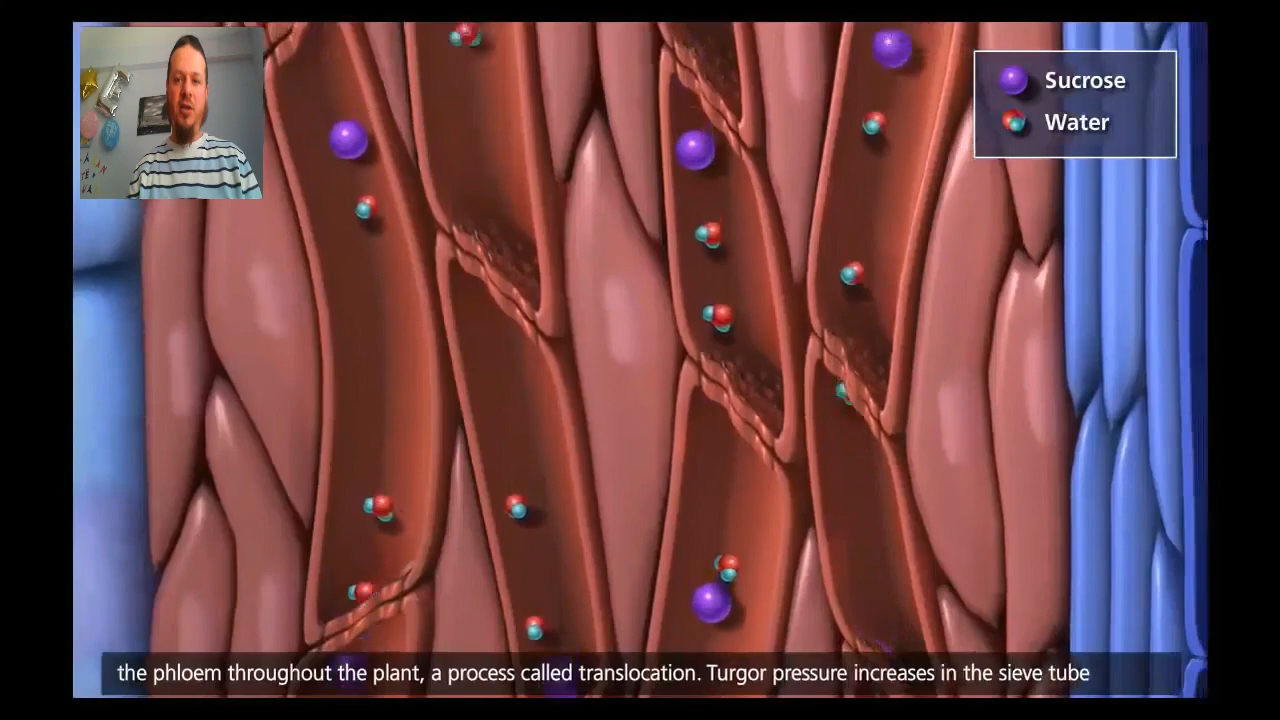 Sucrose
Water
the phloem throughout the plant, a process called translocation. Turgor pressure increases in the sieve tube